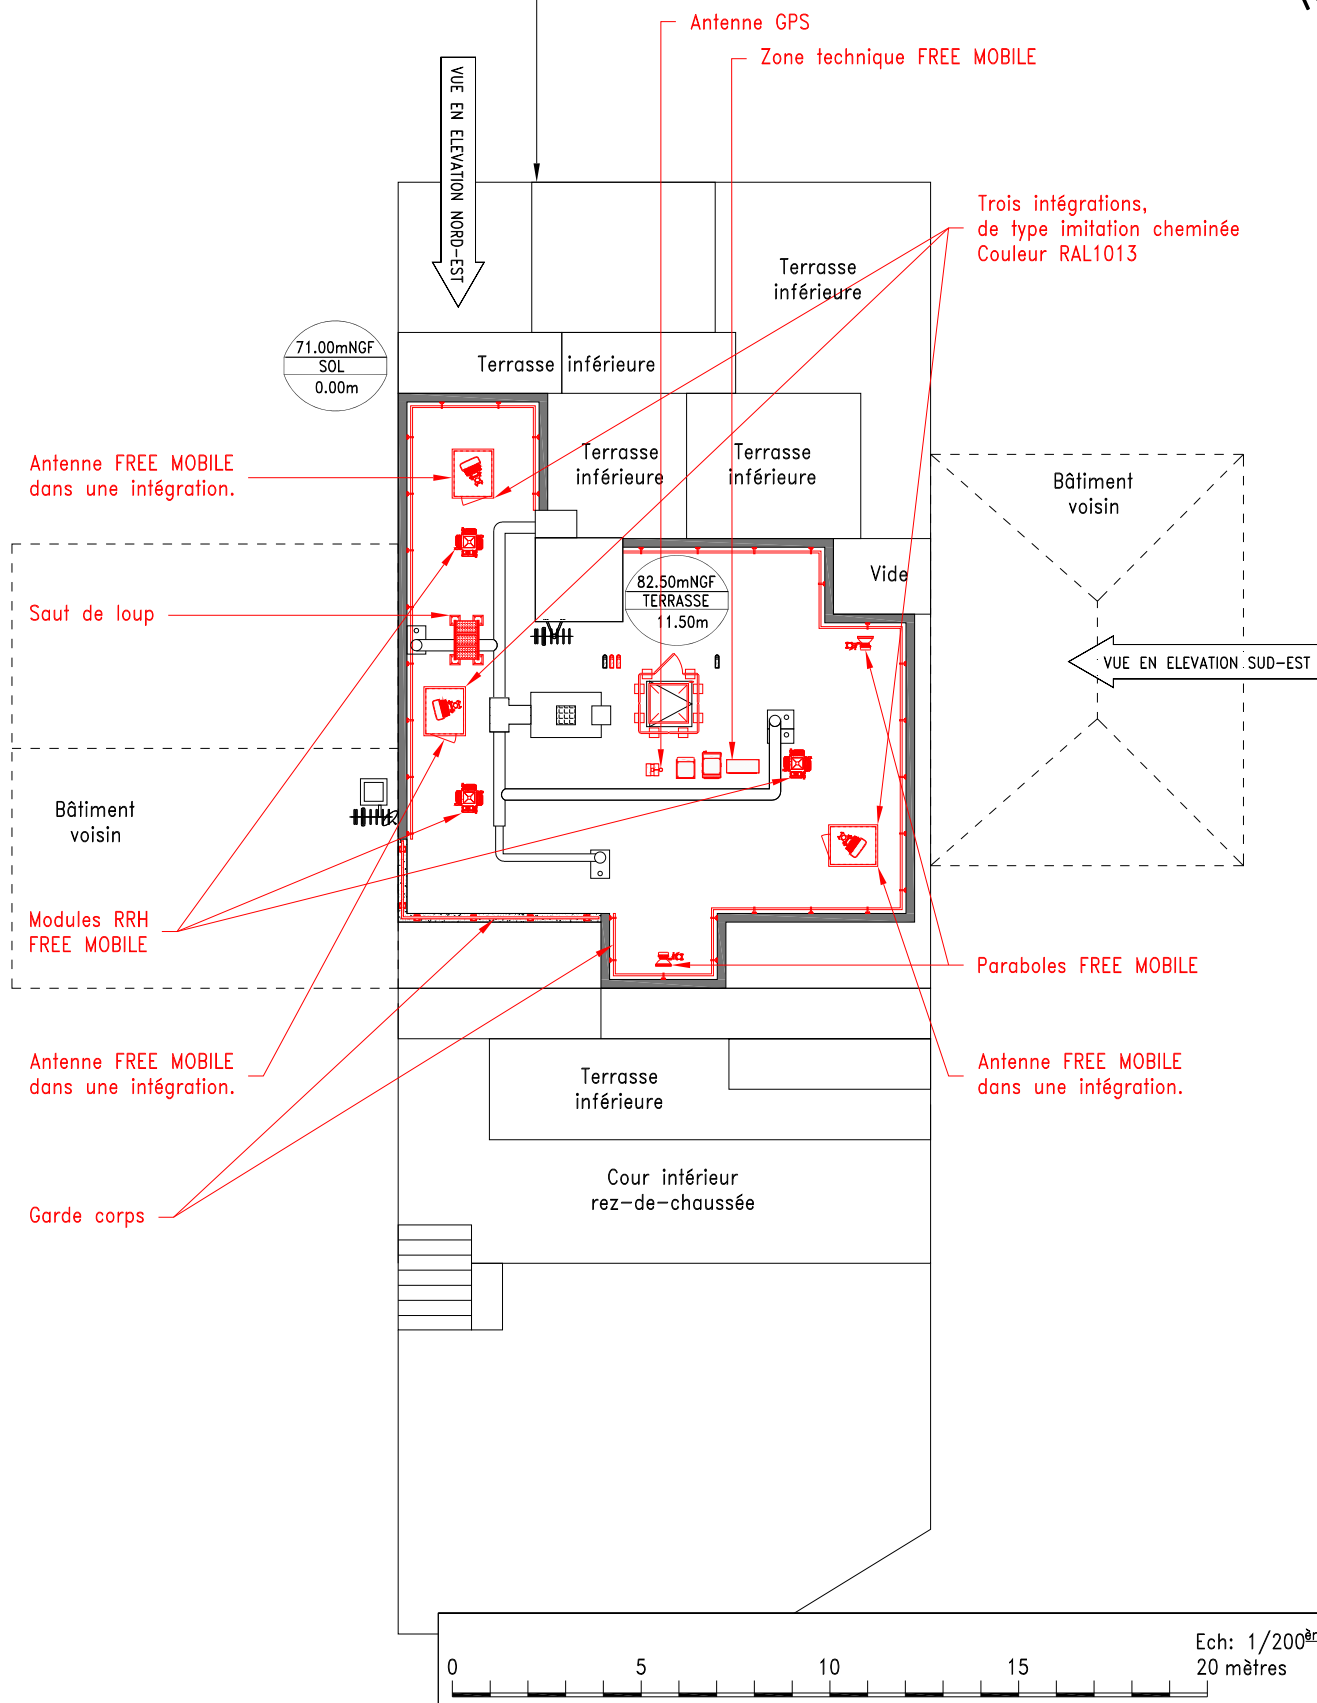 Antenne GPS
Zone technique FREE MOBILE
VUE EN ELEVATION NORD-EST
Trois intégrations,
de type imitation cheminée
Couleur RAL1013
Terrasse
inférieure
71.00mNGF
SOL
0.00m
Terrasse inférieure
Antenne FREE MOBILE
dans une intégration.
Terrasse
inférieure
Terrasse
inférieure
Bâtiment
voisin
Vide
82.50mNGF
TERRASSE
11.50m
Saut de loup
VUE EN ELEVATION SUD-EST
Bâtiment
voisin
Modules RRH
FREE MOBILE
Paraboles FREE MOBILE
Antenne FREE MOBILE
dans une intégration.
Antenne FREE MOBILE
dans une intégration.
Terrasse
inférieure
Cour intérieur
rez-de-chaussée
Garde corps
Ech: 1/200èm
0 5 10 15 20 mètres